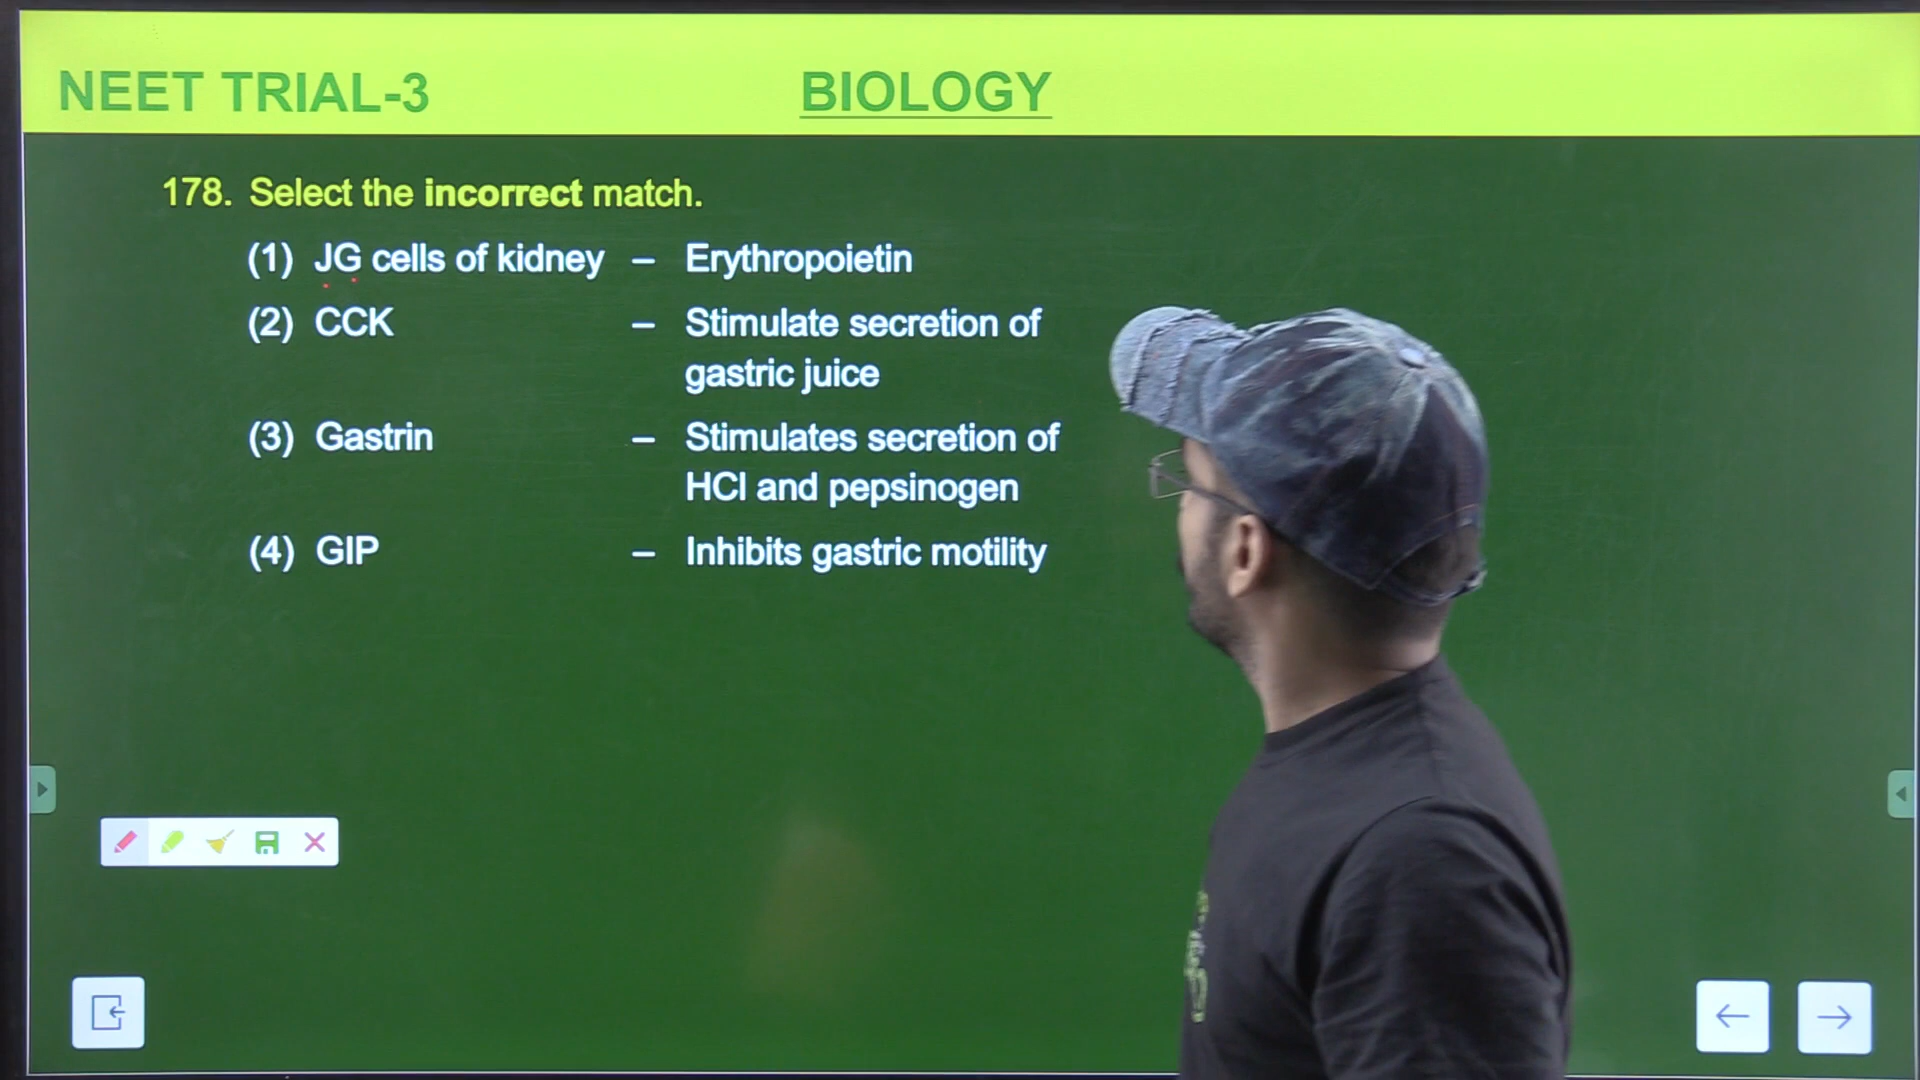 NEET TRIAL-3 BIOLOGY
178. Select the incorrect match.
(1) JG cells of kidney – Erythropoietin
(2) CCK – Stimulate secretion of
gastric juice
(3) Gastrin – Stimulates secretion of
HCl and pepsinogen
(4) GIP – Inhibits gastric motility